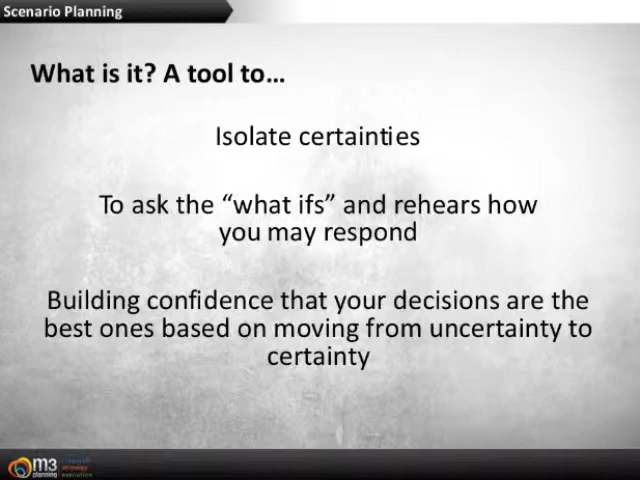 Scenario Planning
What is it? A tool to…
Isolate certainties
To ask the “what ifs” and rehears how
you may respond
Building confidence that your decisions are the
best ones based on moving from uncertainty to
certainty
m3
planning
strategy
execution